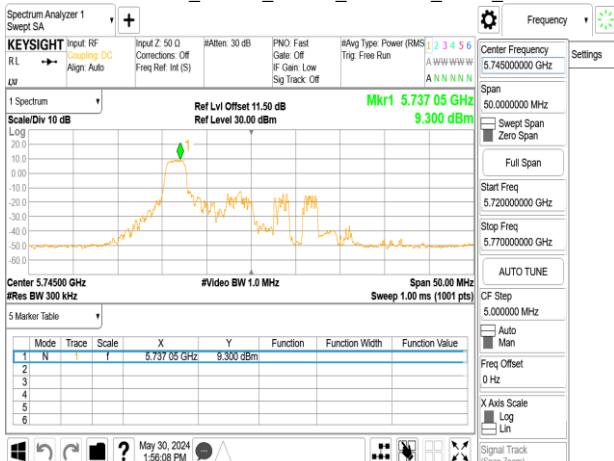 Spectrum Analyzer 1
Swept SA
+
Frequency
KEYSIGHT
Input: RF
Coupling: DC
Align: Auto
Input Z: 50 Ω
Corrections: Off
Freq Ref: Int (S)
#Atten: 30 dB
PNO: Fast
Gate: Off
IF Gain: Low
Sig Track: Off
#Avg Type: Power (RMS
Trig: Free Run
1 2 3 4 5 6
A W W W W W
A N N N N N
RL
LXI
Center Frequency
5.745000000 GHz
Settings
Span
50.0000000 MHz
Swept Span
Zero Span
Full Span
Start Freq
5.720000000 GHz
Stop Freq
5.770000000 GHz
AUTO TUNE
CF Step
5.000000 MHz
Auto
Man
Freq Offset
0 Hz
X Axis Scale
Log
Lin
Signal Track
(Span Zoom)
1 Spectrum
Scale/Div 10 dB
Ref Lvl Offset 11.50 dB
Ref Level 30.00 dBm
Mkr1 5.737 05 GHz
9.300 dBm
Log
20.0
10.0
0.00
-10.0
-20.0
-30.0
-40.0
-50.0
-60.0
1
Center 5.74500 GHz
#Res BW 300 kHz
#Video BW 1.0 MHz
Span 50.00 MHz
Sweep 1.00 ms (1001 pts)
5 Marker Table
Mode Trace Scale X Y Function Function Width Function Value
1 N 1 f 5.737 05 GHz 9.300 dBm
2
3
4
5
6
?
May 30, 2024
1:56:08 PM